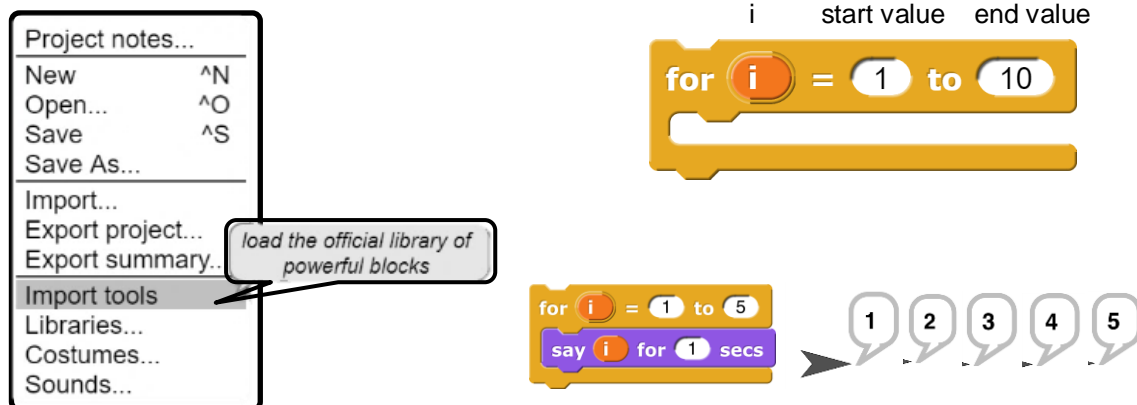 Project notes...
New ^N
Open... ^O
Save ^S
Save As...
Import...
Export project...
Export summary..
Import tools
Libraries...
Costumes...
Sounds...
load the official library of
powerful blocks
i start value end value
for i = 1 to 10
for i = 1 to 5
say i for 1 secs
1 2 3 4 5